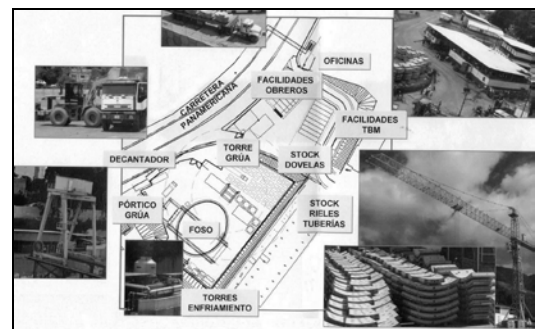 OFICINAS
FACILIDADES
OBREROS
CARRETERA
PANAMERICANA
FACILIDADES
TBM
DECANTADOR
TORRE
GRÚA
STOCK
DOVELAS
PÓRTICO
GRÚA
STOCK
RIELES
TUBERÍAS
FOSO
TORRES
ENFRIAMIENTO